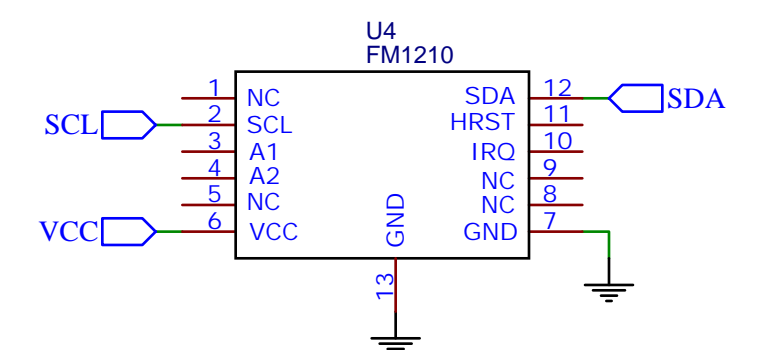 U4
FM1210
1 NC SDA 12 SDA
SCL 2 SCL HRST 11
3 A1 IRQ 10
4 A2 NC 9
5 NC NC 8
VCC 6 VCC GND GND 7
13